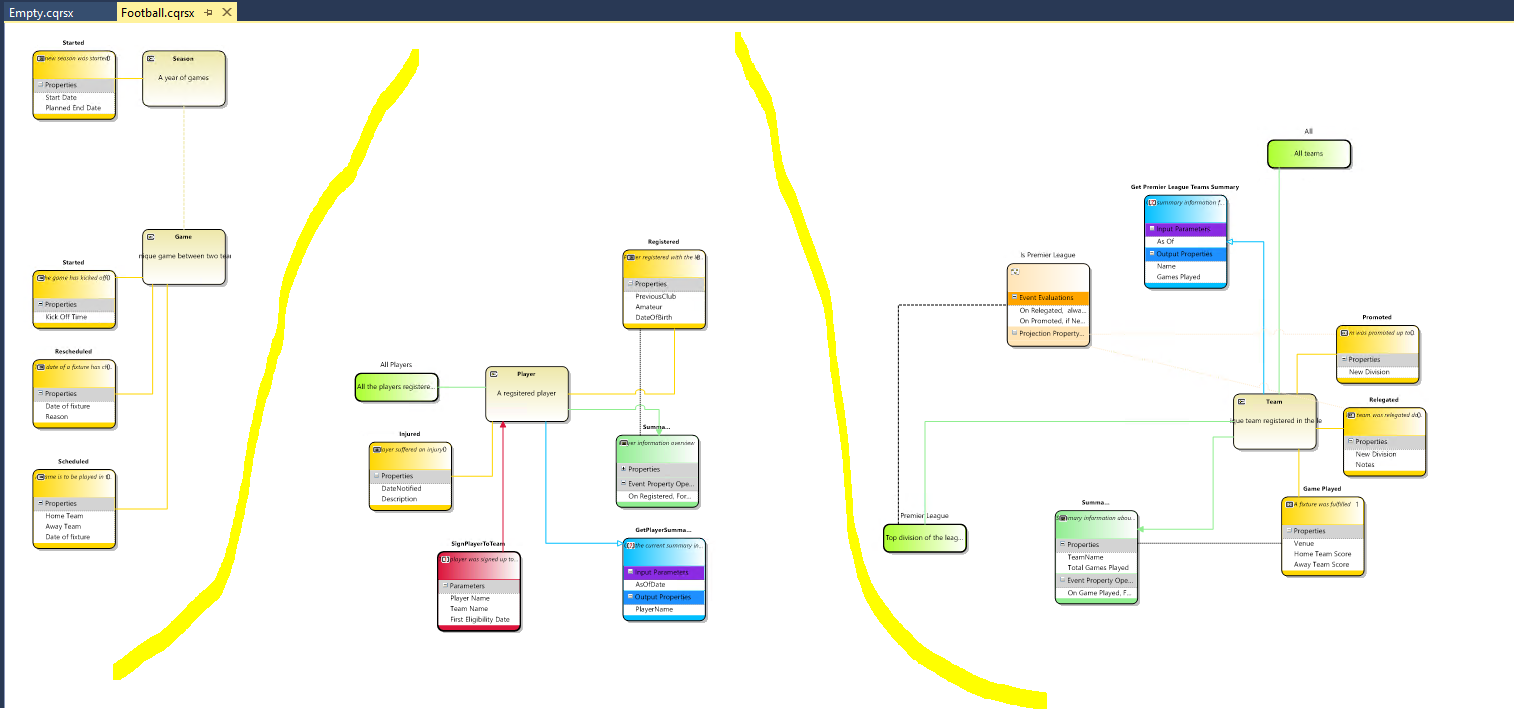 Empty.cqrsx
Football.cqrsx
Started
new season was started
Properties
Start Date
Planned End Date
Season
A year of games
Game
nique game between two tea
Started
he game has kicked off
Properties
Kick Off Time
Rescheduled
date of a fixture has c
Properties
Date of fixture
Reason
Scheduled
ame is to be played in
Properties
Home Team
Away Team
Date of fixture
All Players
All the players registere...
Injured
ayer suffered an injury
Properties
DateNotified
Description
Player
A regsitered player
Registered
er registered with the
Properties
PreviousClub
Amateur
DateOfBirth
Summa...
yer information overview
Properties
Event Property Ope...
On Registered, For...
SignPlayerToTeam
player was signed up to...
Parameters
Player Name
Team Name
First Eligibility Date
GetPlayerSumma...
the current summary in...
Input Parameters
AsOfDate
Output Properties
PlayerName
All
All teams
Get Premier League Teams Summary
summary information f...
Input Parameters
As Of
Output Properties
Name
Games Played
Is Premier League
Event Evaluations
On Relegated, alwa...
On Promoted, if Ne...
Projection Property...
Promoted
m was promoted up to
Properties
New Division
Relegated
team was relegated do
Properties
New Division
Notes
Team
ique team registered in the le
Game Played
A fixture was fulfilled 1
Properties
Venue
Home Team Score
Away Team Score
Premier League
Top division of the leag...
Summa...
mmary information abou...
Properties
TeamName
Total Games Played
Event Property Ope...
On Game Played, F...